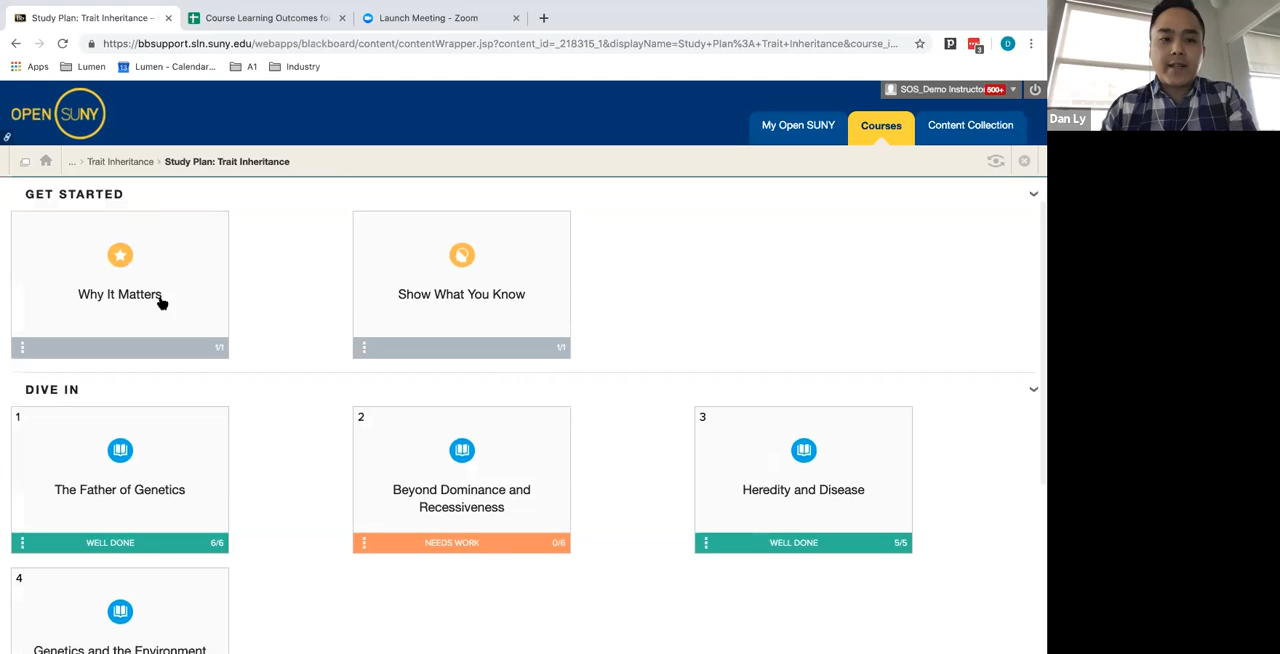 Study Plan: Trait Inheritance –
Course Learning Outcomes fo
Launch Meeting - Zoom
https://bbsupport.sln.suny.edu/webapps/blackboard/content/contentWrapper.jsp?content_id=_218315_1&displayName=Study+Plan%3A+Trait+Inheritance&course_i...
3
D
Apps
Lumen
13
Lumen - Calendar...
A1
Industry
Dan Ly
SOS_Demo Instructor
500+
OPEN SUNY
My Open SUNY
Courses
Content Collection
... > Trait Inheritance > Study Plan: Trait Inheritance
GET STARTED
Why It Matters
1/1
Show What You Know
1/1
DIVE IN
1
The Father of Genetics
WELL DONE 6/6
2
Beyond Dominance and
Recessiveness
NEEDS WORK 0/6
3
Heredity and Disease
WELL DONE 5/5
4
Genetics and the Environment